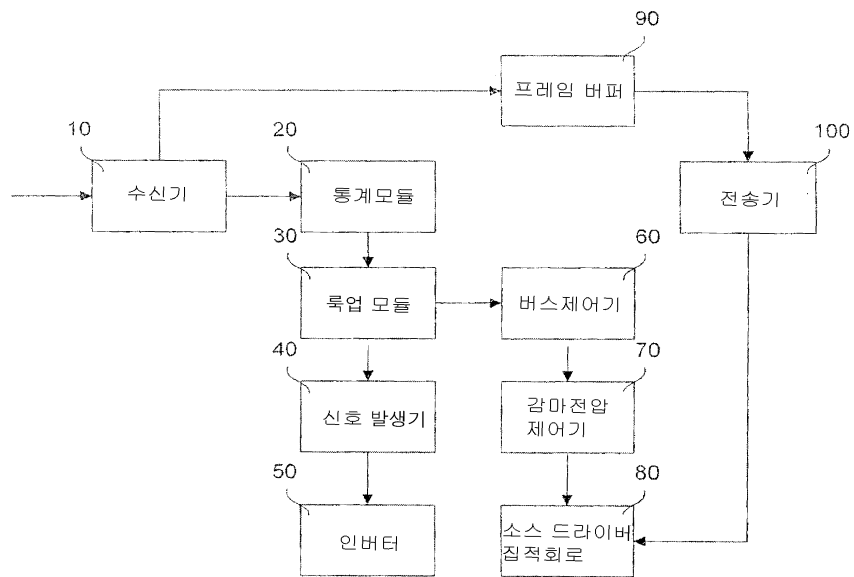 90
프레임 버퍼
10
수신기
20
통계모듈
100
전송기
30
룩업 모듈
60
버스제어기
40
신호 발생기
70
감마전압
제어기
50
인버터
80
소스 드라이버
집적회로